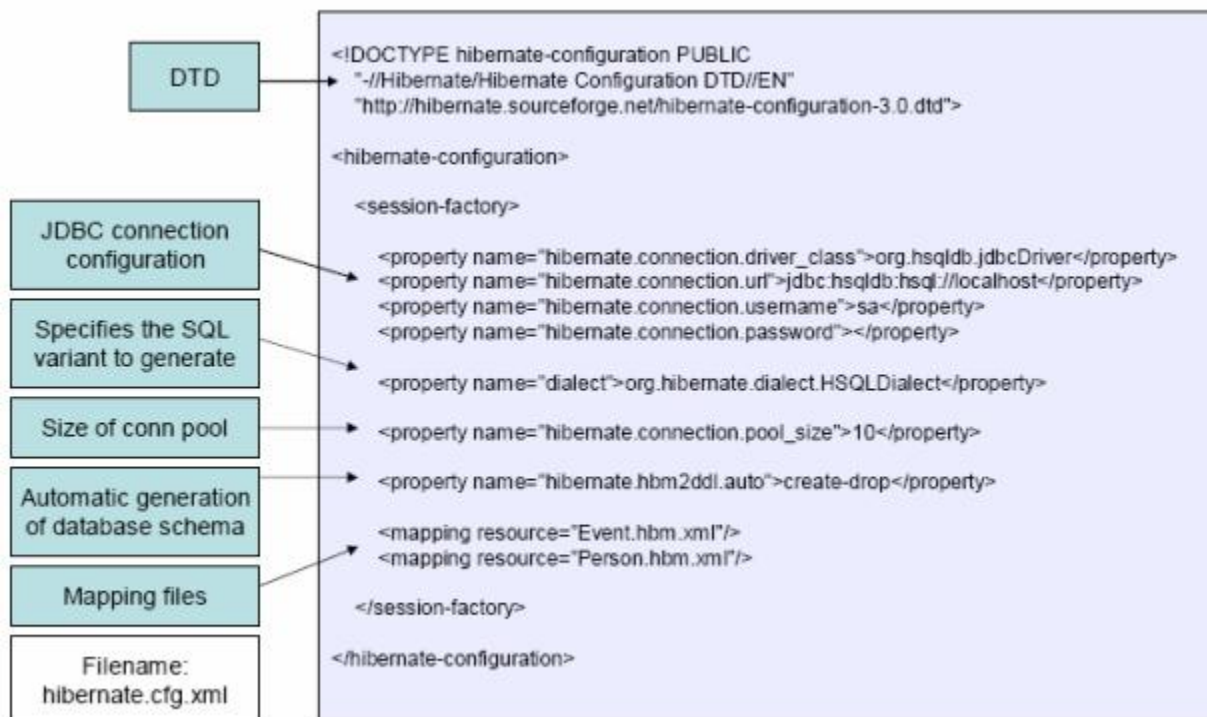 DTD
JDBC connection
configuration
Specifies the SQL
variant to generate
Size of conn pool
Automatic generation
of database schema
Mapping files
Filename:
hibernate.cfg.xml
<!DOCTYPE hibernate-configuration PUBLIC
"-//Hibernate/Hibernate Configuration DTD//EN"
"http://hibernate.sourceforge.net/hibernate-configuration-3.0.dtd">
<hibernate-configuration>
<session-factory>
<property name="hibernate.connection.driver_class">org.hsqldb.jdbcDriver</property>
<property name="hibernate.connection.url">jdbc:hsqldb:hsql://localhost</property>
<property name="hibernate.connection.username">sa</property>
<property name="hibernate.connection.password"></property>
<property name="dialect">org.hibernate.dialect.HSQLDialect</property>
<property name="hibernate.connection.pool_size">10</property>
<property name="hibernate.hbm2ddl.auto">create-drop</property>
<mapping resource="Event.hbm.xml"/>
<mapping resource="Person.hbm.xml"/>
</session-factory>
</hibernate-configuration>